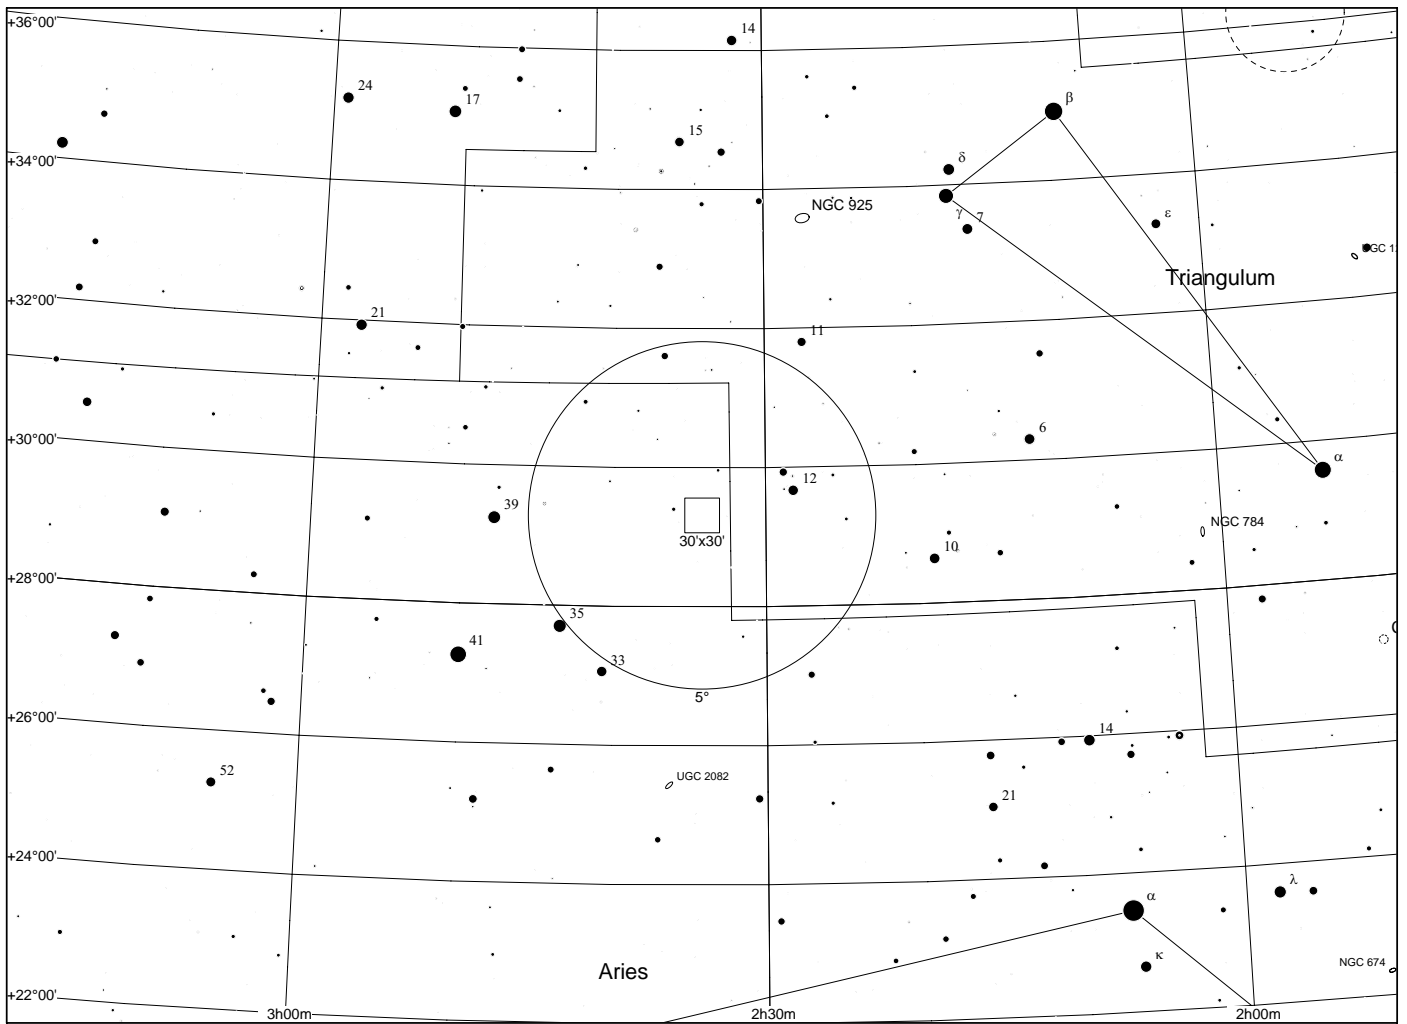 +36°00'
14
24
17
β
15
+34°00'
δ
NGC 925
γ
7
ε
UGC 1
Triangulum
+32°00'
21
11
+30°00'
6
α
12
39
30'x30'
NGC 784
10
+28°00'
35
41
33
5°
+26°00'
14
52
UGC 2082
21
+24°00'
α
λ
κ
Aries
NGC 674
+22°00'
3h00m
2h30m
2h00m